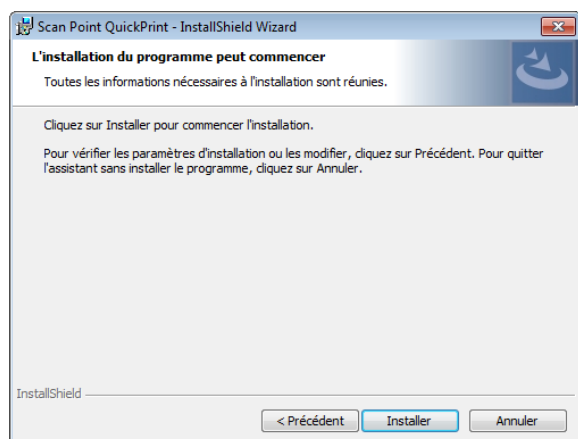 Scan Point QuickPrint - InstallShield Wizard
L'installation du programme peut commencer
Toutes les informations nécessaires à l'installation sont réunies.
Cliquez sur Installer pour commencer l'installation.
Pour vérifier les paramètres d'installation ou les modifier, cliquez sur Précédent. Pour quitter
l'assistant sans installer le programme, cliquez sur Annuler.
InstallShield
< Précédent Installer Annuler